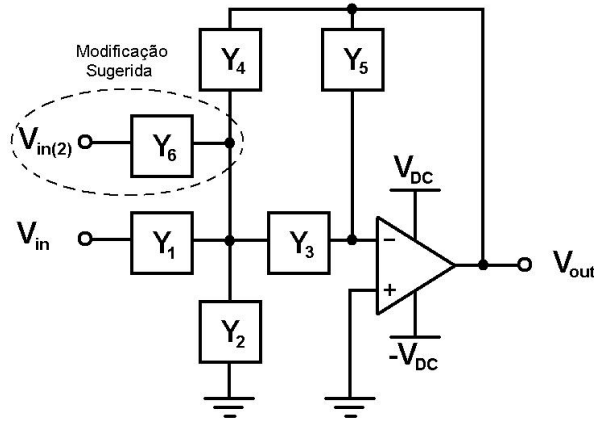 Modificação
Sugerida
Y4
Y5
Vin(2)
Y6
VDC
Vin
Y1
Y3
−
+
Vout
Y2
-VDC